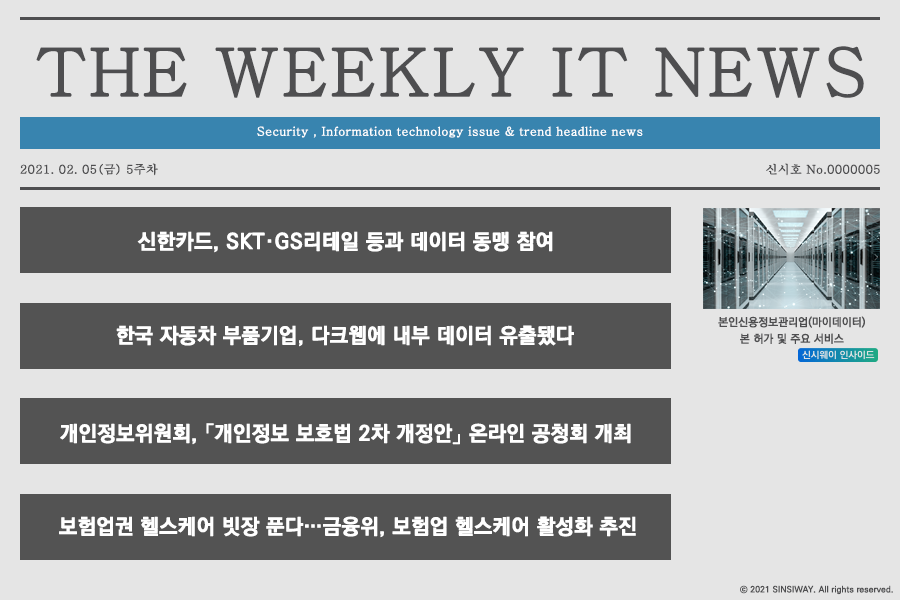 THE WEEKLY IT NEWS
Security , Information technology issue & trend headline news
2021. 02. 05(금) 5주차
신시호 No.0000005
신한카드, SKT·GS리테일 등과 데이터 동맹 참여
한국 자동차 부품기업, 다크웹에 내부 데이터 유출됐다
개인정보위원회, 「개인정보 보호법 2차 개정안」 온라인 공청회 개최
보험업권 헬스케어 빗장 푼다…금융위, 보험업 헬스케어 활성화 추진
본인신용정보관리업(마이데이터)
본 허가 및 주요 서비스
신시웨이 인사이드
© 2021 SINSIWAY. All rights reserved.